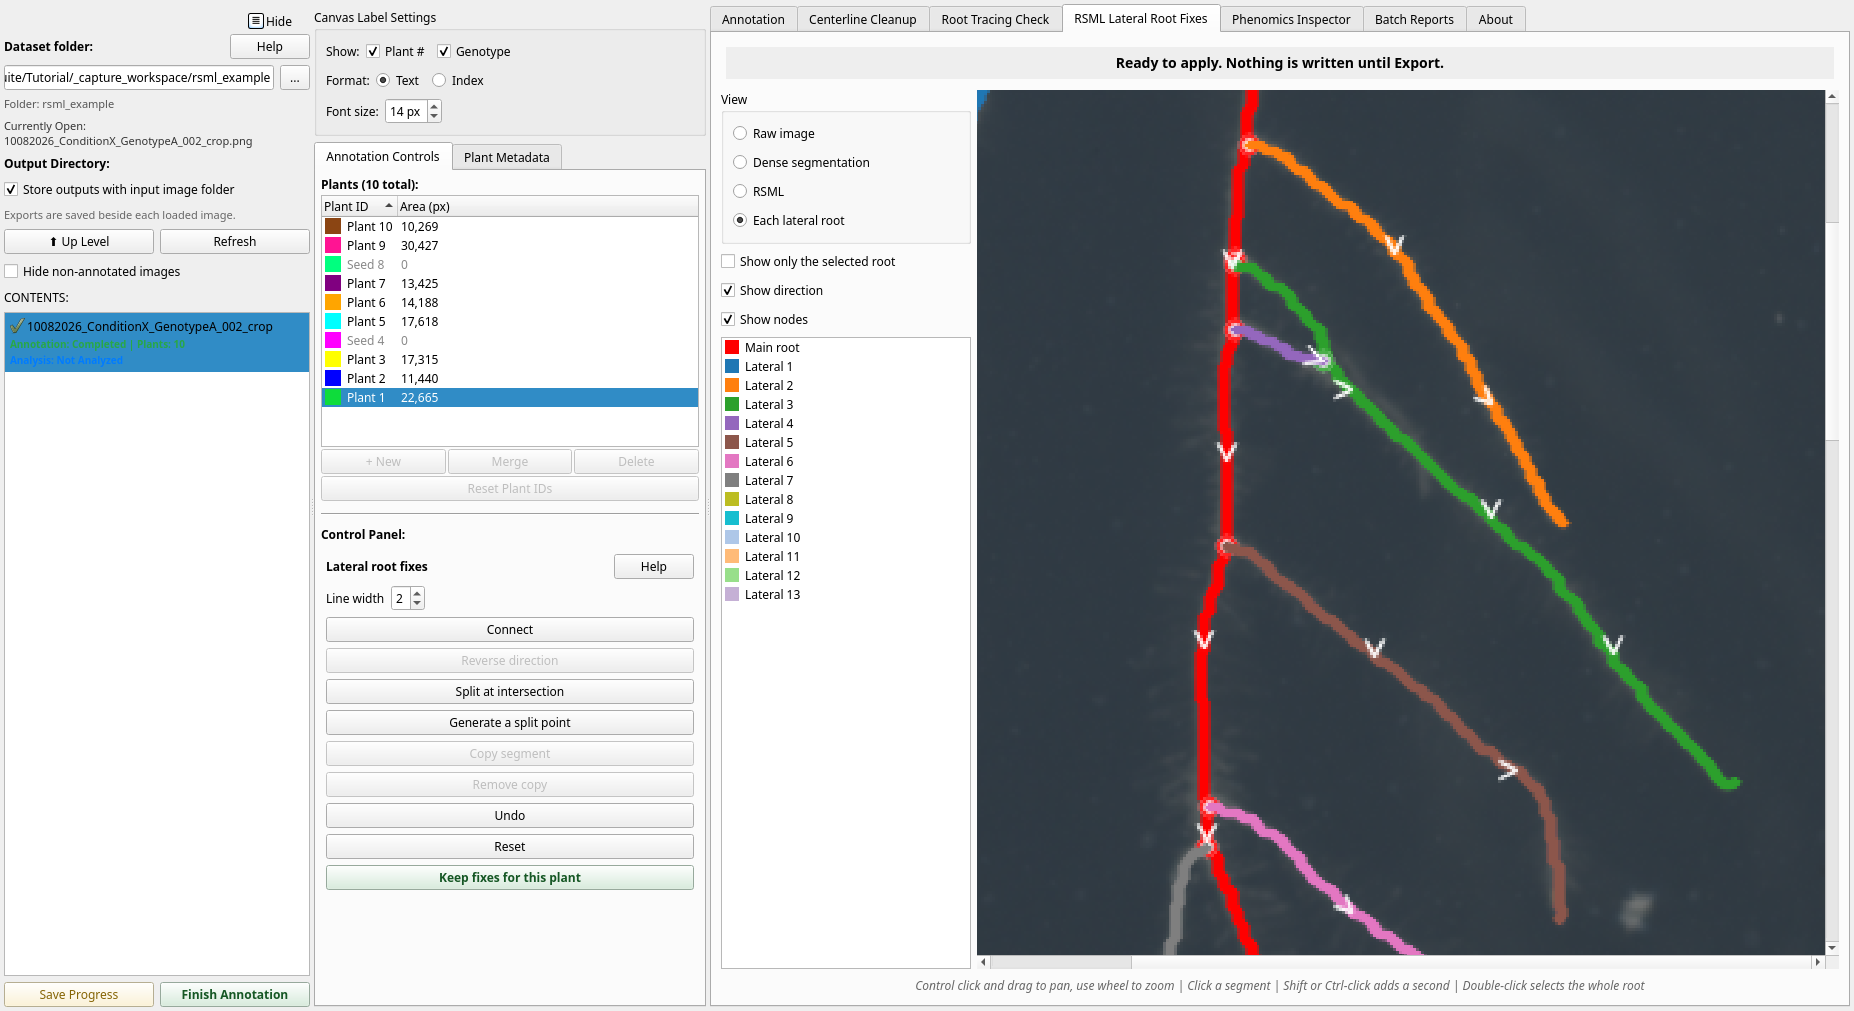 Hide
Dataset folder:
Help
uite/Tutorial/_capture_workspace/rsml_example
...
Folder: rsml_example
Currently Open:
10082026_ConditionX_GenotypeA_002_crop.png
Output Directory:
Store outputs with input image folder
Exports are saved beside each loaded image.
Up Level
Refresh
Hide non-annotated images
CONTENTS:
10082026_ConditionX_GenotypeA_002_crop
Annotation: Completed Plants: 10
Analysis: Not Analyzed
Save Progress
Finish Annotation
Canvas Label Settings
Show: Plant # Genotype
Format: Text Index
Font size: 14 px
Annotation Controls
Plant Metadata
Plants (10 total):
Plant ID Area (px)
Plant 10 10,269
Plant 9 30,427
Seed 8 0
Plant 7 13,425
Plant 6 14,188
Plant 5 17,618
Seed 4 0
Plant 3 17,315
Plant 2 11,440
Plant 1 22,665
+ New
Merge
Delete
Reset Plant IDs
Control Panel:
Lateral root fixes
Help
Line width 2
Connect
Reverse direction
Split at intersection
Generate a split point
Copy segment
Remove copy
Undo
Reset
Keep fixes for this plant
Annotation
Centerline Cleanup
Root Tracing Check
RSML Lateral Root Fixes
Phenomics Inspector
Batch Reports
About
Ready to apply. Nothing is written until Export.
View
Raw image
Dense segmentation
RSML
Each lateral root
Show only the selected root
Show direction
Show nodes
Main root
Lateral 1
Lateral 2
Lateral 3
Lateral 4
Lateral 5
Lateral 6
Lateral 7
Lateral 8
Lateral 9
Lateral 10
Lateral 11
Lateral 12
Lateral 13
Control click and drag to pan, use wheel to zoom | Click a segment | Shift or Ctrl-click adds a second | Double-click selects the whole root